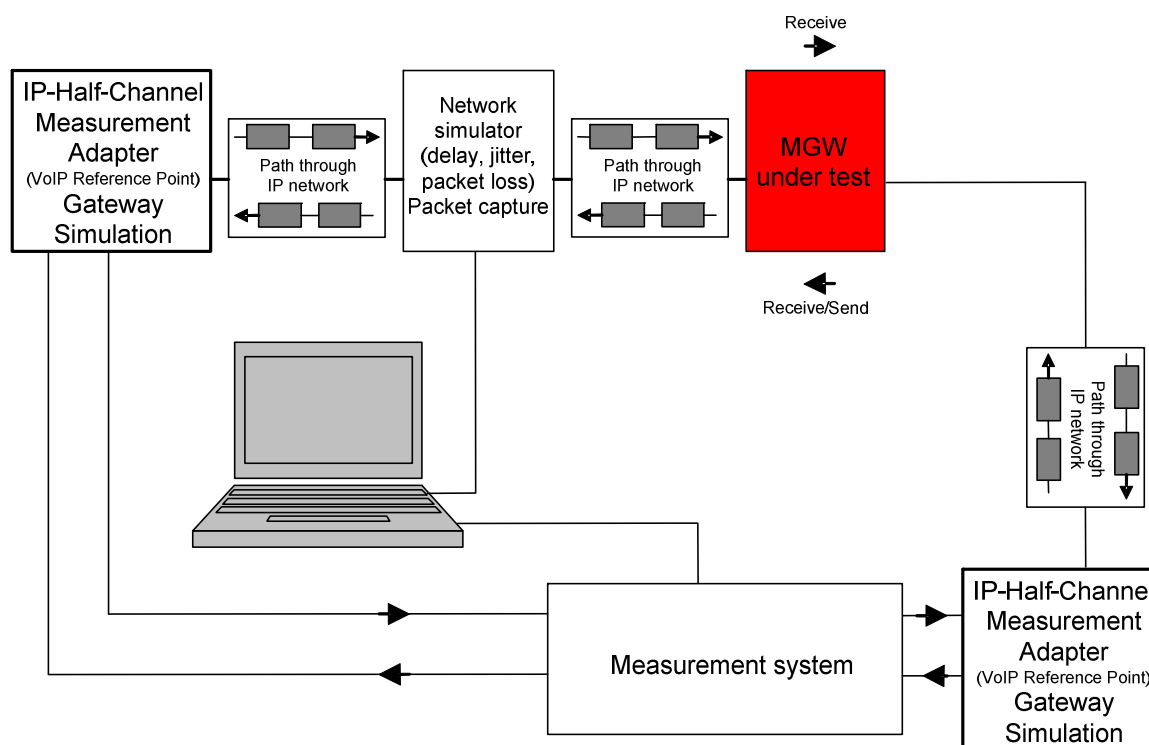 Receive
IP-Half-Channel
Measurement
Adapter
(VoIP Reference Point)
Gateway
Simulation
Path through
IP network
Network
simulator
(delay, jitter,
packet loss)
Packet capture
Path through
IP network
MGW
under test
Receive/Send
Path through
IP network
Measurement system
IP-Half-Channel
Measurement
Adapter
(VoIP Reference Point)
Gateway
Simulation